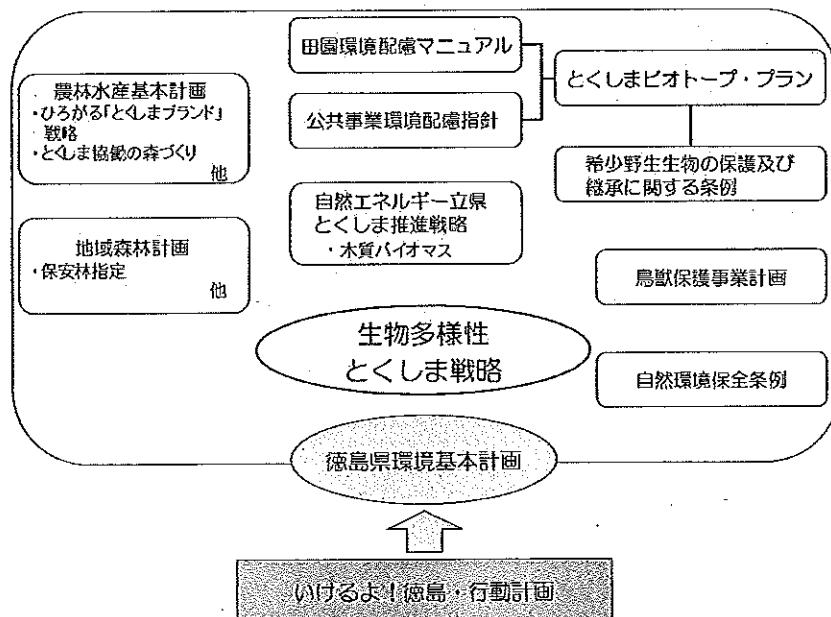 田園環境配慮マニュアル
とくしまビオトープ・プラン
農林水産基本計画
・ひろがる「とくしまブランド」
戦略
・とくしま協働の森づくり
他
公共事業環境配慮指針
希少野生生物の保護及び
継承に関する条例
自然エネルギー立県
とくしま推進戦略
・木質バイオマス
地域森林計画
・保安林指定
他
鳥獣保護事業計画
生物多様性
とくしま戦略
自然環境保全条例
徳島県環境基本計画
いけるよ!徳島・行動計画